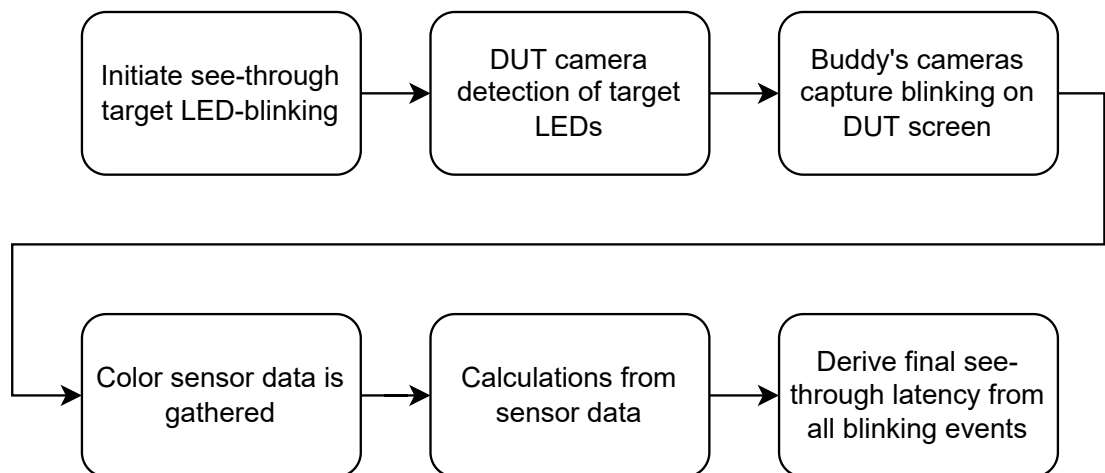 Initiate see-through
target LED-blinking
DUT camera
detection of target
LEDs
Buddy's cameras
capture blinking on
DUT screen
Color sensor data is
gathered
Calculations from
sensor data
Derive final see-
through latency from
all blinking events